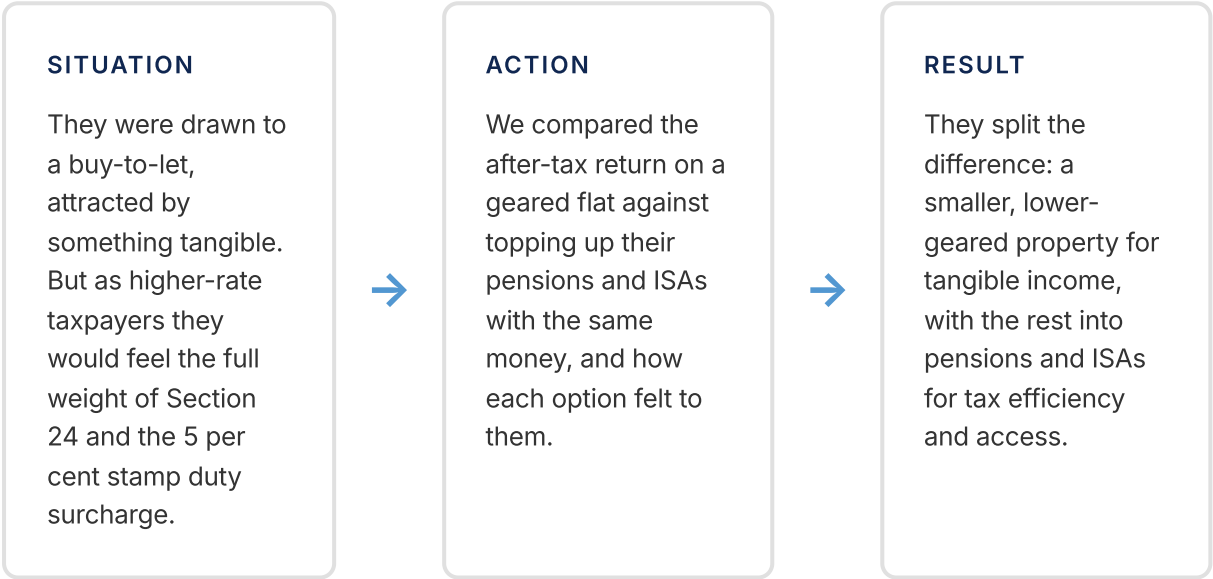 SITUATION
They were drawn to
a buy-to-let,
attracted by
something tangible.
But as higher-rate
taxpayers they
would feel the full
weight of Section
24 and the 5 per
cent stamp duty
surcharge.
ACTION
We compared the
after-tax return on a
geared flat against
topping up their
pensions and ISAs
with the same
money, and how
each option felt to
them.
RESULT
They split the
difference: a
smaller, lower-
geared property for
tangible income,
with the rest into
pensions and ISAs
for tax efficiency
and access.